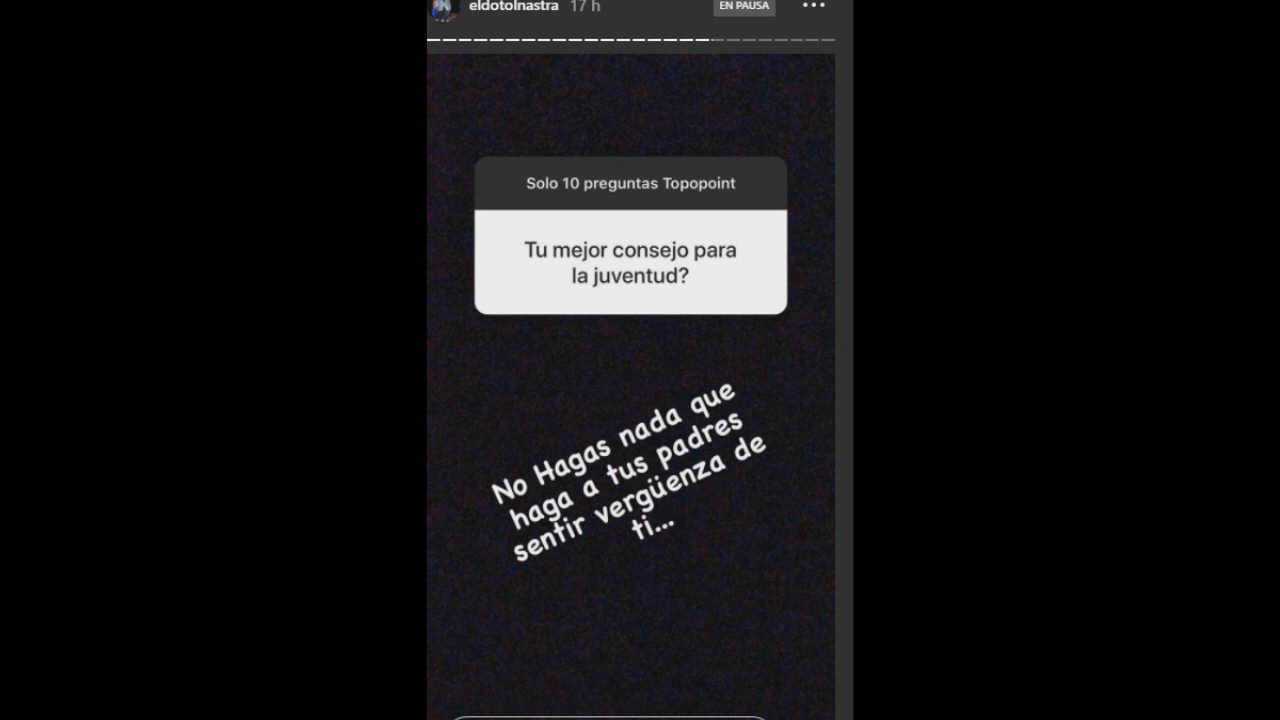 eldotolnastra 17 h EN PAUSA
Solo 10 preguntas Topopoint
Tu mejor consejo para
la juventud?
No Hagas nada que
haga a tus padres
sentir vergüenza de
ti...